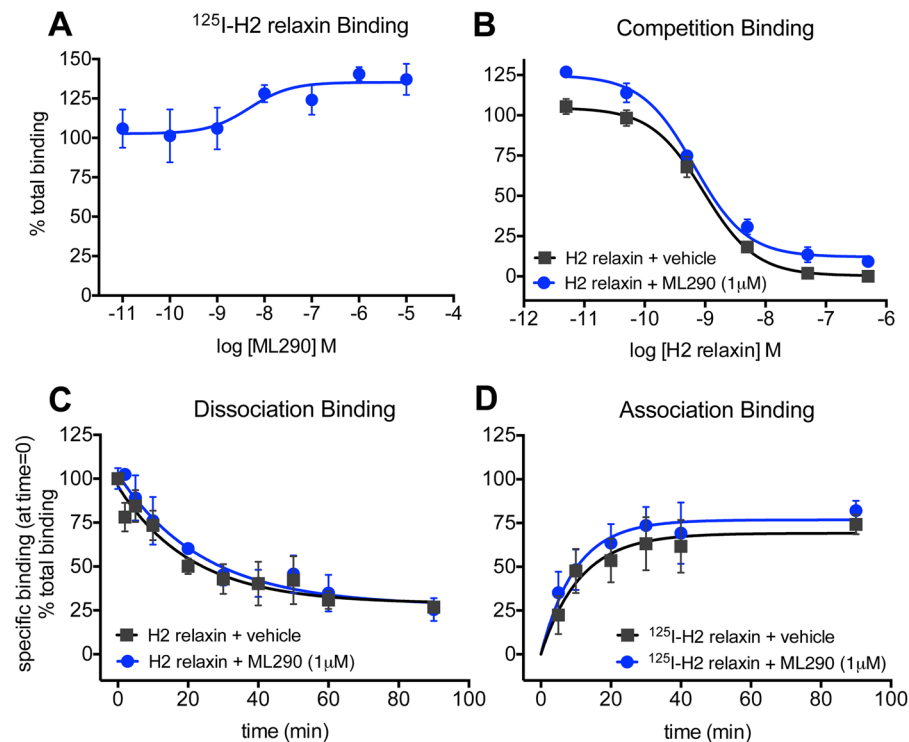 A
¹²⁵I-H2 relaxin Binding
150
125
100
75
50
25
0
% total binding
-11 -10 -9 -8 -7 -6 -5 -4
log [ML290] M
B
Competition Binding
125
100
75
50
25
0
H2 relaxin + vehicle
H2 relaxin + ML290 (1µM)
-12 -11 -10 -9 -8 -7 -6
log [H2 relaxin] M
C
Dissociation Binding
specific binding (at time=0)
% total binding
125
100
75
50
25
0
H2 relaxin + vehicle
H2 relaxin + ML290 (1µM)
0 20 40 60 80 100
time (min)
D
Association Binding
125
100
75
50
25
0
¹²⁵I-H2 relaxin + vehicle
¹²⁵I-H2 relaxin + ML290 (1µM)
0 20 40 60 80 100
time (min)